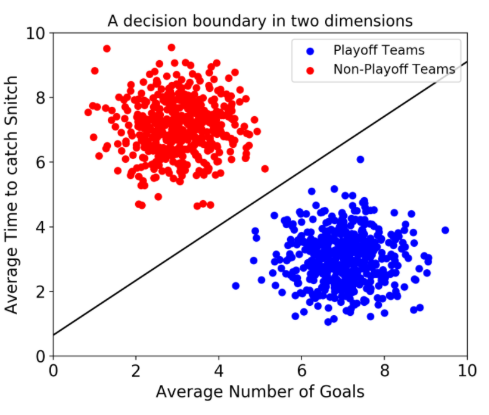 A decision boundary in two dimensions
Playoff Teams
Non-Playoff Teams
Average Time to catch Snitch
10
8
6
4
2
0
0 2 4 6 8 10
Average Number of Goals